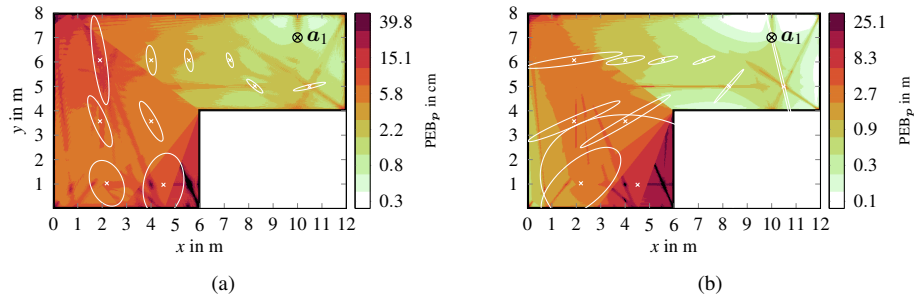 8
7
6
5
4
3
2
1
0
y in m
0 1 2 3 4 5 6 7 8 9 10 11 12
x in m
a1
39.8
15.1
5.8
2.2
0.8
0.3
PEBp in cm
(a)
8
7
6
5
4
3
2
1
0
0 1 2 3 4 5 6 7 8 9 10 11 12
x in m
a1
25.1
8.3
2.7
0.9
0.3
0.1
PEBp in m
(b)